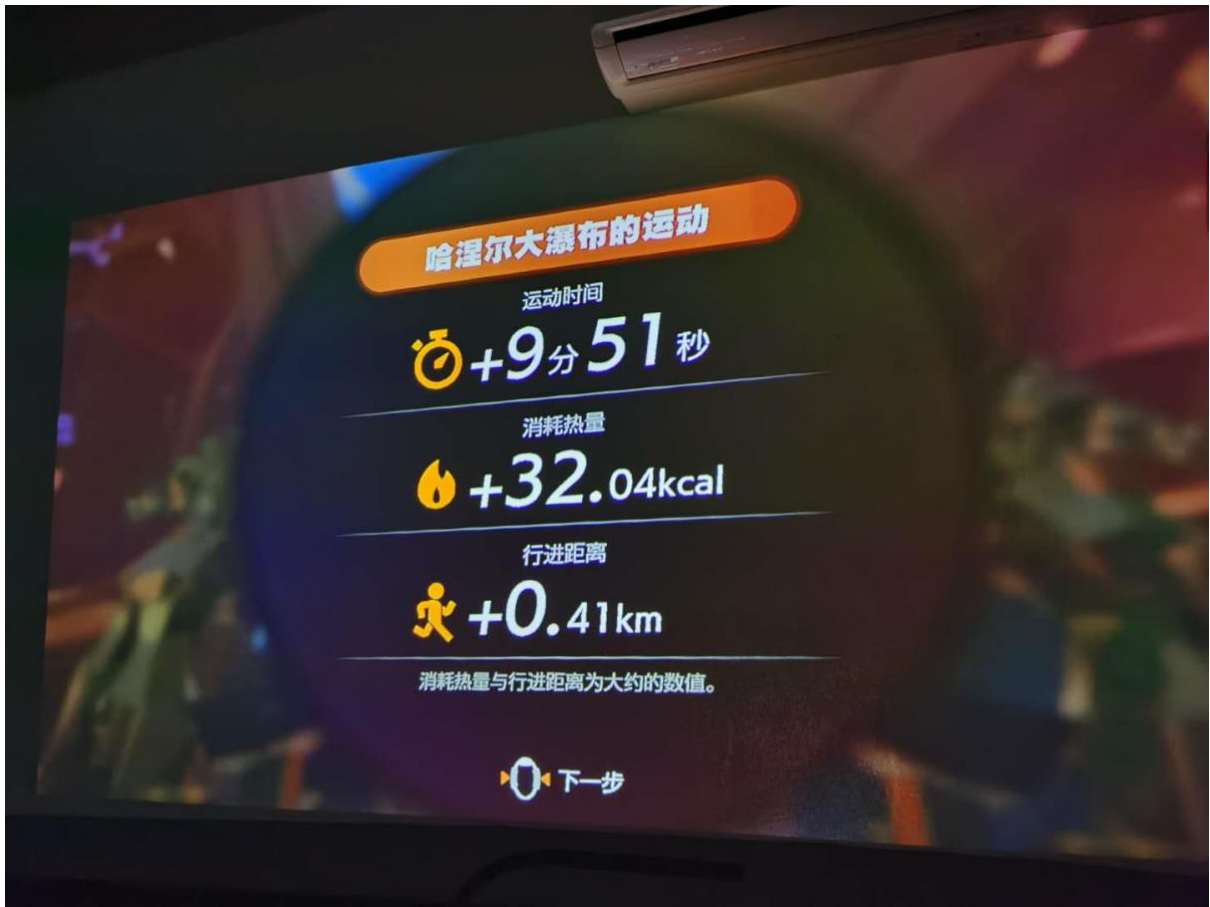 哈涅尔大瀑布的运动
运动时间
+9分51秒
消耗热量
+32.04kcal
行进距离
+0.41km
消耗热量与行进距离为大约的数值。
下一步